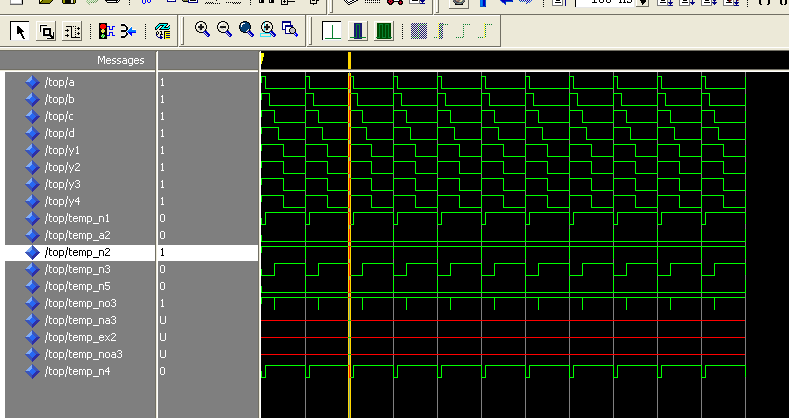 100 ns
Messages
/top/a 1
/top/b 1
/top/c 1
/top/d 1
/top/y1 1
/top/y2 1
/top/y3 1
/top/y4 1
/top/temp_n1 0
/top/temp_a2 0
/top/temp_n2 1
/top/temp_n3 0
/top/temp_n5 0
/top/temp_no3 1
/top/temp_na3 U
/top/temp_ex2 U
/top/temp_noa3 U
/top/temp_n4 0